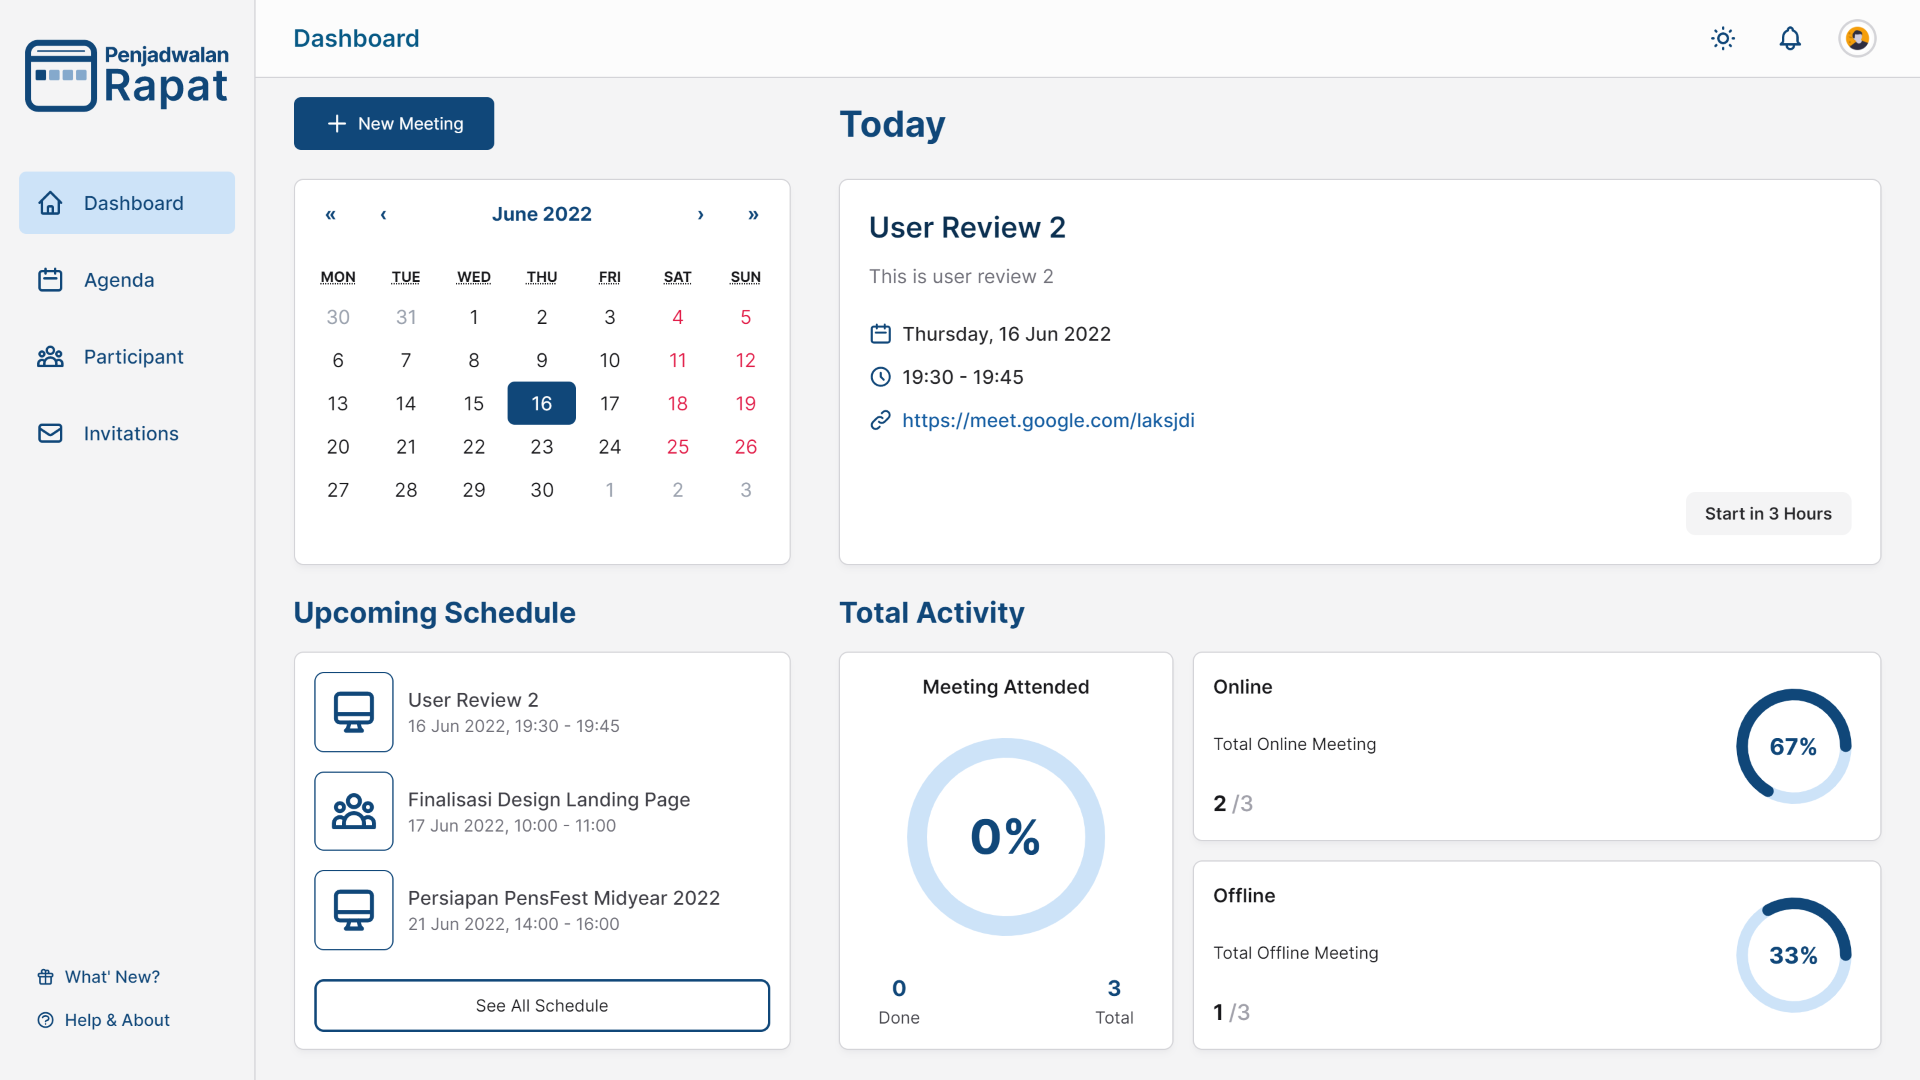 Penjadwalan
Rapat
Dashboard
Agenda
Participant
Invitations
What' New?
Help & About
Dashboard
New Meeting
« ‹ June 2022 › »
MON TUE WED THU FRI SAT SUN
30 31 1 2 3 4 5
6 7 8 9 10 11 12
13 14 15 16 17 18 19
20 21 22 23 24 25 26
27 28 29 30 1 2 3
Today
User Review 2
This is user review 2
Thursday, 16 Jun 2022
19:30 - 19:45
https://meet.google.com/laksjdi
Start in 3 Hours
Upcoming Schedule
User Review 2
16 Jun 2022, 19:30 - 19:45
Finalisasi Design Landing Page
17 Jun 2022, 10:00 - 11:00
Persiapan PensFest Midyear 2022
21 Jun 2022, 14:00 - 16:00
See All Schedule
Total Activity
Meeting Attended
0%
0 3
Done Total
Online
Total Online Meeting
2 /3
67%
Offline
Total Offline Meeting
1 /3
33%